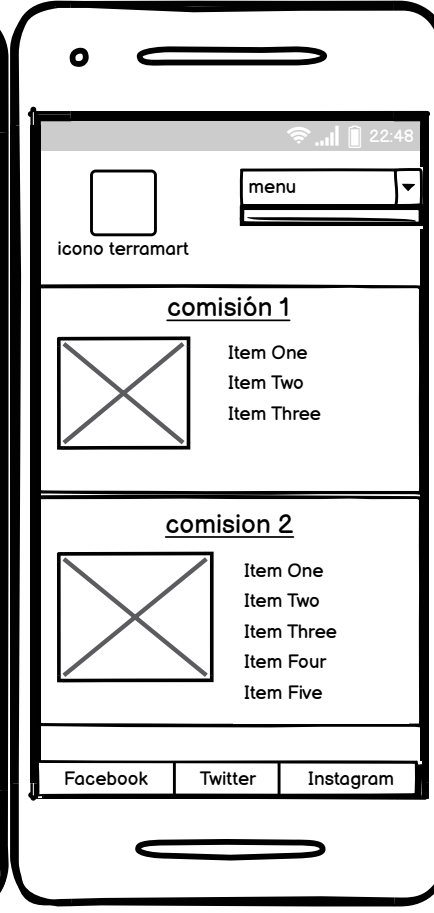 22:48
menu
icono terramart
comisión 1
Item One
Item Two
Item Three
comision 2
Item One
Item Two
Item Three
Item Four
Item Five
Facebook Twitter Instagram